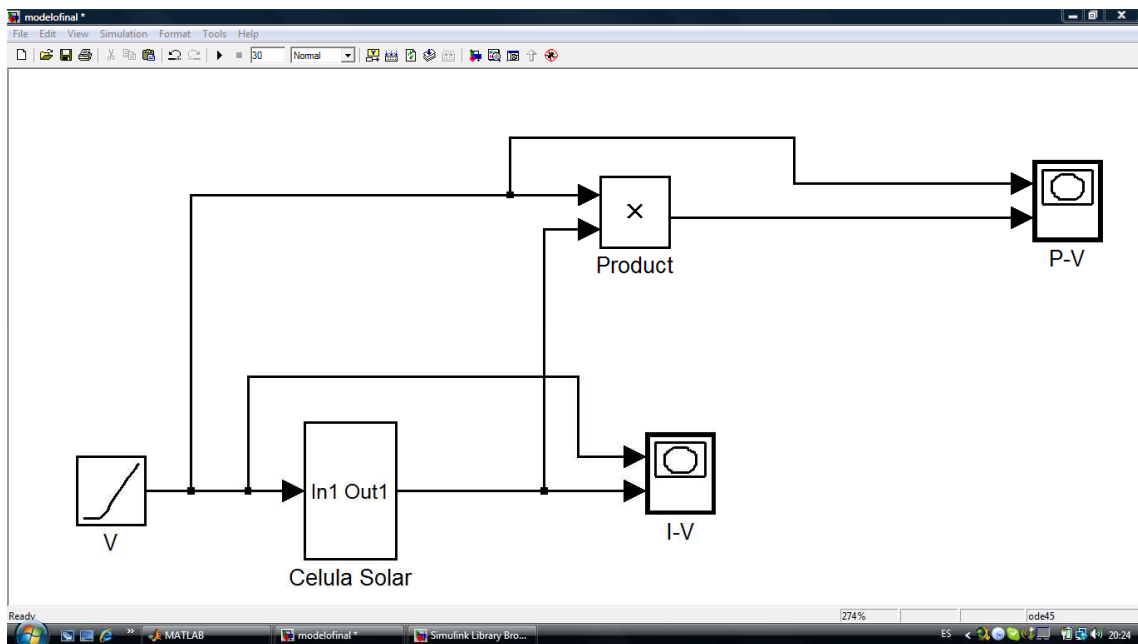 modelofinal *
File Edit View Simulation Format Tools Help
30 Normal
×
Product
P-V
In1 Out1
V
I-V
Celula Solar
Ready 274% ode45
MATLAB modelofinal * Simulink Library Bro... ES 20:24